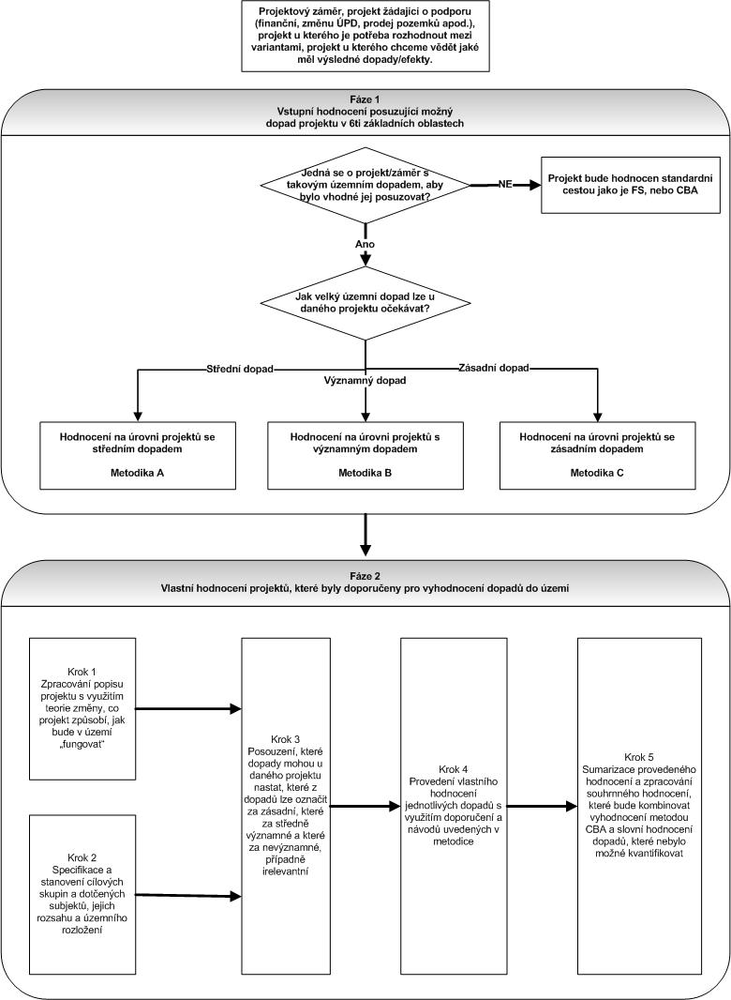 Projektový záměr, projekt žádající o podporu
(finanční, změnu ÚPD, prodej pozemků apod.),
projekt u kterého je potřeba rozhodnout mezi
variantami, projekt u kterého chceme vědět jaké
měl výsledné dopady/efekty.
Fáze 1
Vstupní hodnocení posuzující možný
dopad projektu v 6ti základních oblastech
Jedná se o projekt/záměr s
takovým územním dopadem, aby
bylo vhodné jej posuzovat?
NE
Projekt bude hodnocen standardní
cestou jako je FS, nebo CBA
Ano
Jak velký územní dopad lze u
daného projektu očekávat?
Střední dopad
Významný dopad
Zásadní dopad
Hodnocení na úrovni projektů se
středním dopadem
Metodika A
Hodnocení na úrovni projektů s
významným dopadem
Metodika B
Hodnocení na úrovni projektů se
zásadním dopadem
Metodika C
Fáze 2
Vlastní hodnocení projektů, které byly doporučeny pro vyhodnocení dopadů do území
Krok 1
Zpracování popisu
projektu s využitím
teorie změny, co
projekt způsobí, jak
bude v území
„fungovat“
Krok 2
Specifikace a
stanovení cílových
skupin a dotčených
subjektů, jejich
rozsahu a územního
rozložení
Krok 3
Posouzení, které
dopady mohou u
daného projektu
nastat, které z
dopadů lze označit
za zásadní, které
za středně
významné a které
za nevýznamné,
případně
irelevantní
Krok 4
Provedení vlastního
hodnocení
jednotlivých dopadů s
využitím doporučení a
návodů uvedených v
metodice
Krok 5
Sumarizace provedeného
hodnocení a zpracování
souhrnného hodnocení,
které bude kombinovat
vyhodnocení metodou
CBA a slovní hodnocení
dopadů, které nebylo
možné kvantifikovat